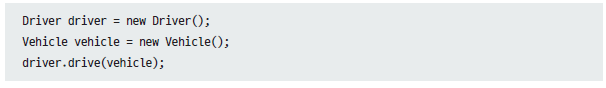 Driver driver = new Driver();
Vehicle vehicle = new Vehicle();
driver.drive(vehicle);